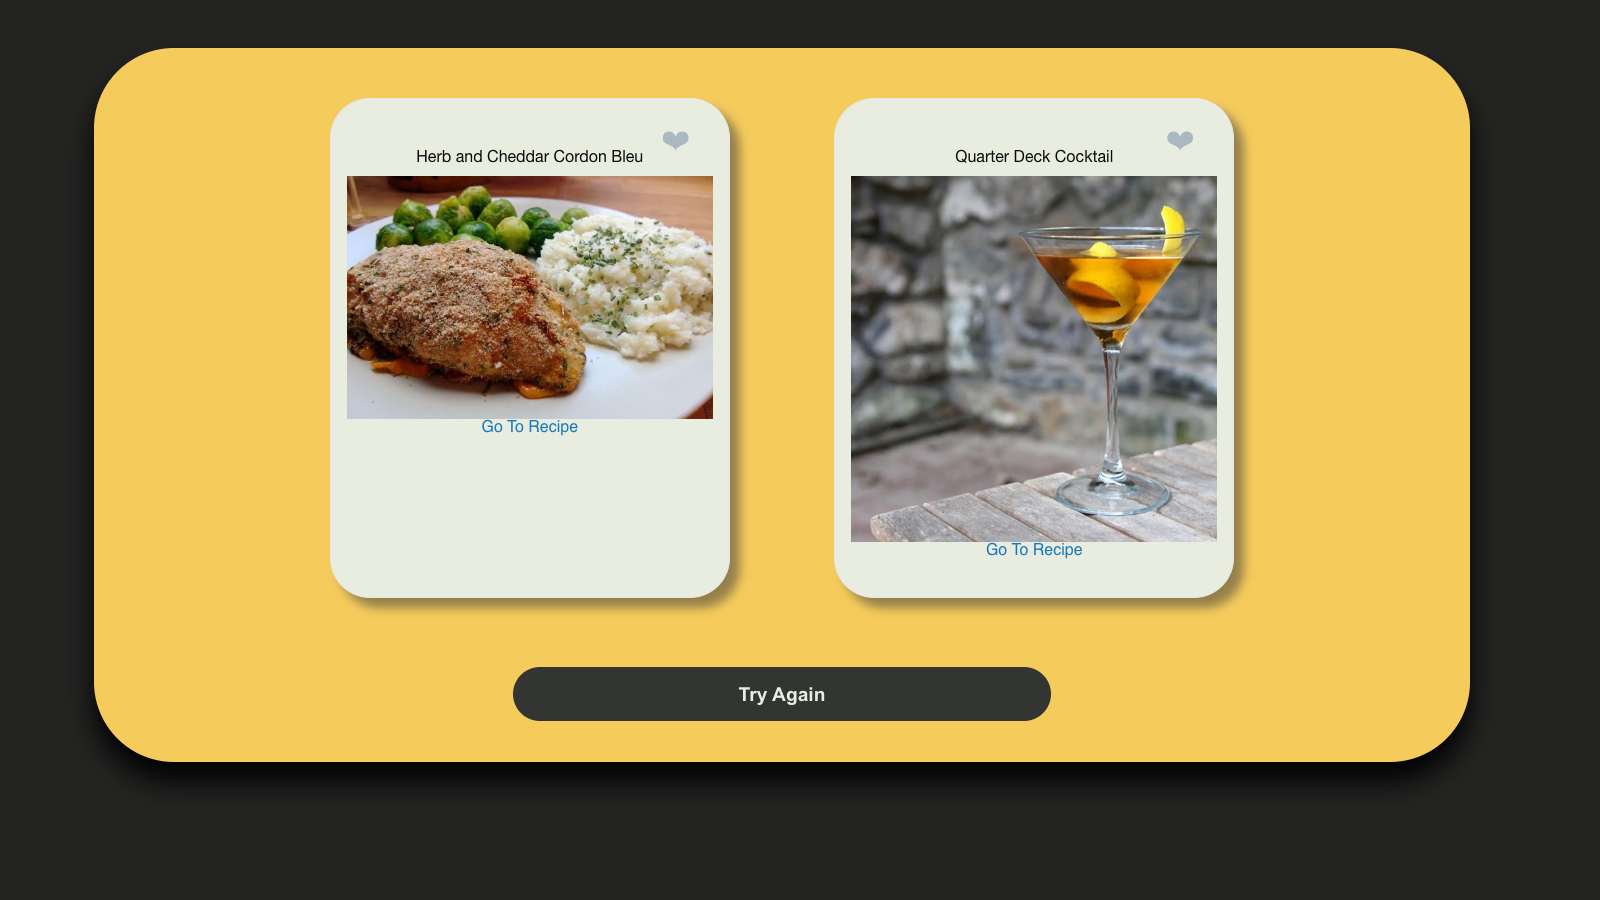 Herb and Cheddar Cordon Bleu
Go To Recipe
Quarter Deck Cocktail
Go To Recipe
Try Again